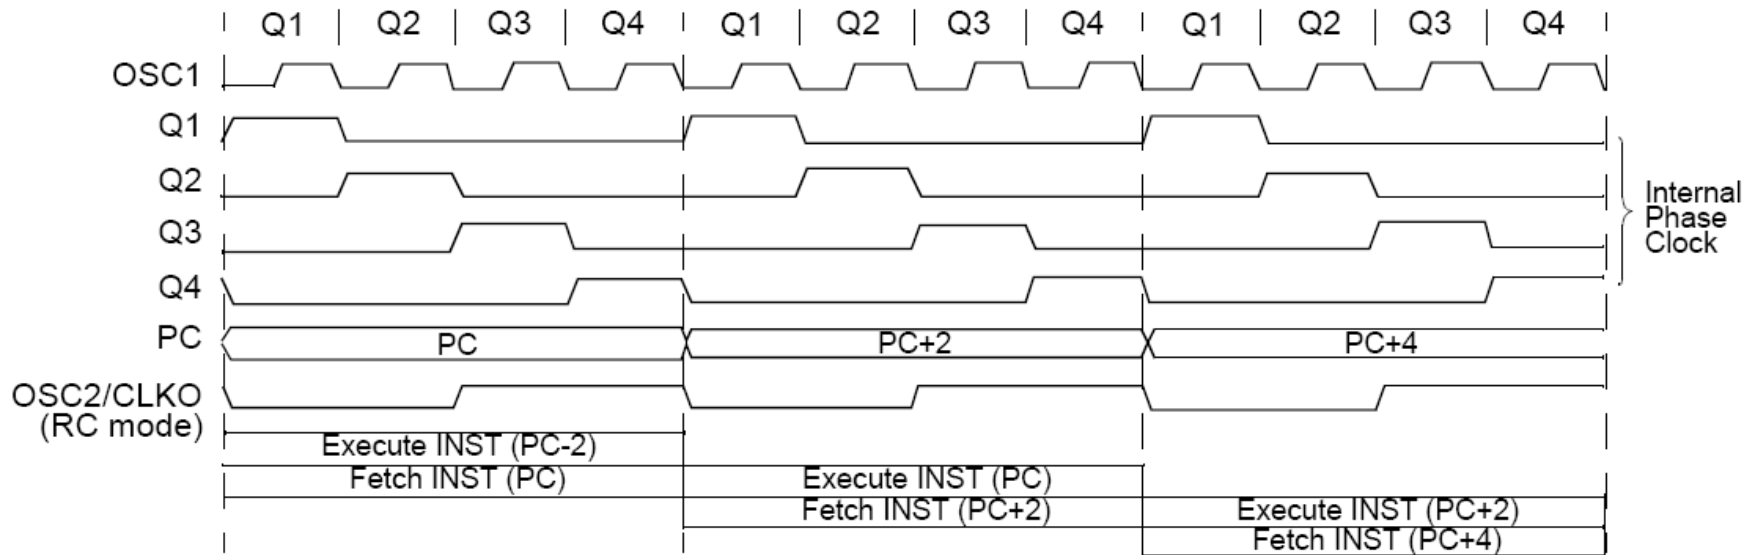 Q1 Q2 Q3 Q4 Q1 Q2 Q3 Q4 Q1 Q2 Q3 Q4
OSC1
Q1
Q2
Q3
Q4
Internal
Phase
Clock
PC PC PC+2 PC+4
OSC2/CLKO
(RC mode)
Execute INST (PC-2)
Fetch INST (PC) Execute INST (PC)
Fetch INST (PC+2) Execute INST (PC+2)
Fetch INST (PC+4)